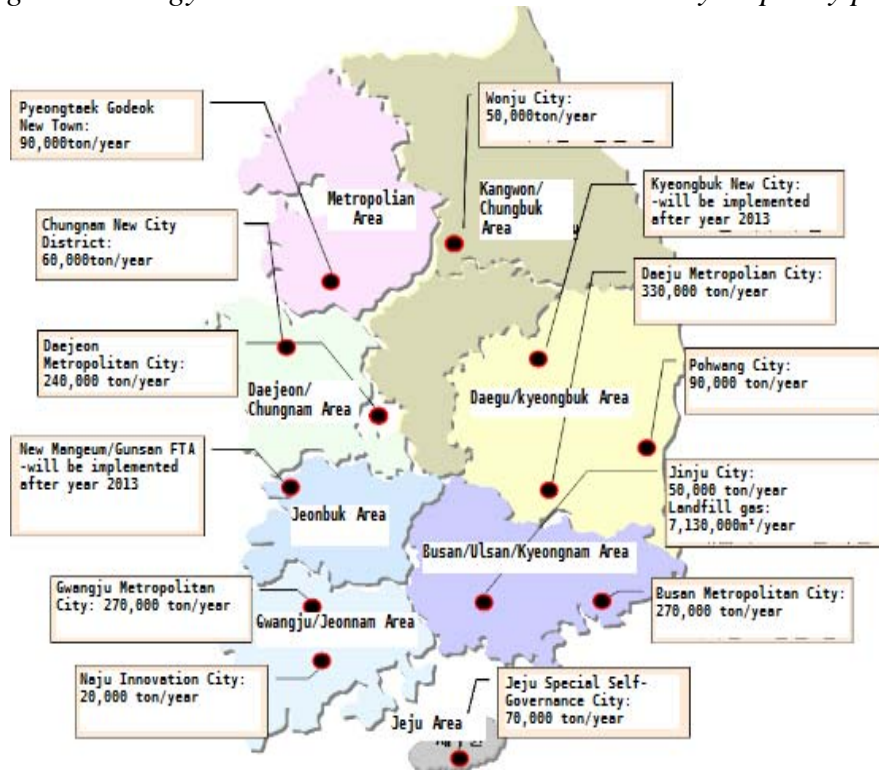 Pyeongtaek Godeok
New Town:
90,000ton/year
Wonju City:
50,000ton/year
Metropolian
Area
Kangwon/
Chungbuk
Area
Kyeongbuk New City:
-will be implemented
after year 2013
Chungnam New City
District:
60,000ton/year
Daeju Metropolian City:
330,000 ton/year
Daejeon
Metropolitan City:
240,000 ton/year
Daejeon/
Chungnam Area
Daegu/kyeongbuk Area
Pohwang City:
90,000 ton/year
New Mangeum/Gunsan FTA
-will be implemented
after year 2013
Jeonbuk Area
Jinju City:
50,000 ton/year
Landfill gas:
7,130,000m³/year
Busan/Ulsan/Kyeongnam Area
Gwangju Metropolitan
City: 270,000 ton/year
Gwangju/Jeonnam Area
Busan Metropolitan City:
270,000 ton/year
Naju Innovation City:
20,000 ton/year
Jeju Special Self-
Governance City:
70,000 ton/year
Jeju Area